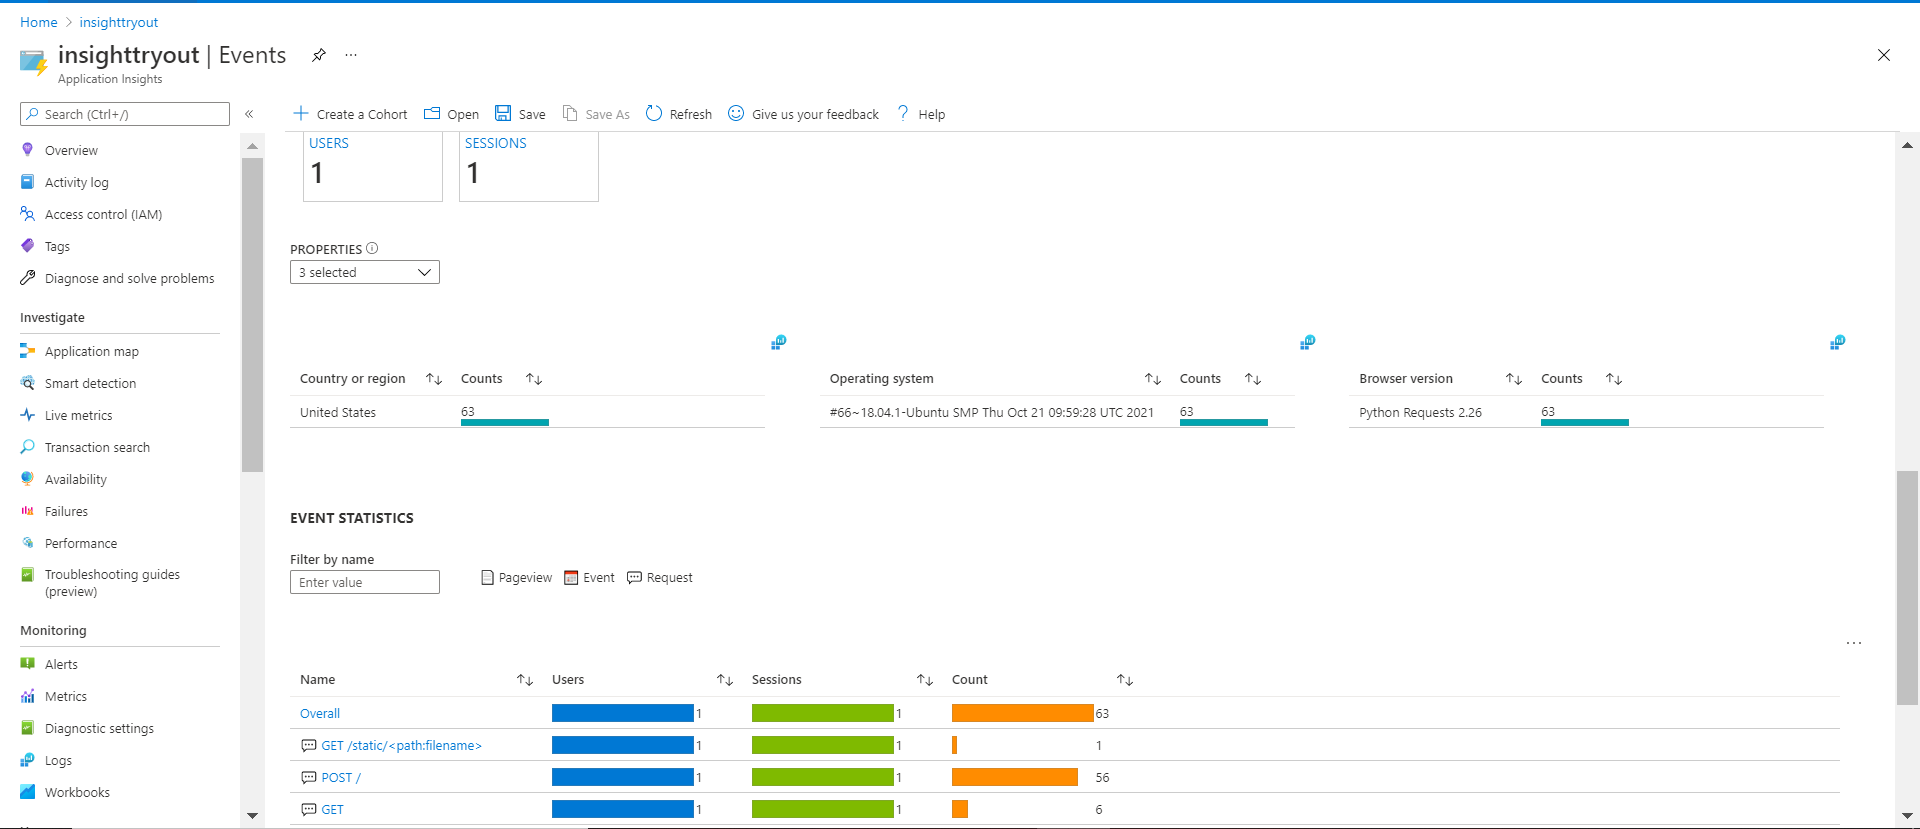 Home > insighttryout
insighttryout | Events
Application Insights
Search (Ctrl+/)
«
Create a Cohort Open Save Save As Refresh Give us your feedback Help
Overview
Activity log
Access control (IAM)
Tags
Diagnose and solve problems
Investigate
Application map
Smart detection
Live metrics
Transaction search
Availability
Failures
Performance
Troubleshooting guides
(preview)
Monitoring
Alerts
Metrics
Diagnostic settings
Logs
Workbooks
USERS SESSIONS
1 1
PROPERTIES
3 selected
Country or region Counts
United States 63
Operating system Counts
#66~18.04.1-Ubuntu SMP Thu Oct 21 09:59:28 UTC 2021 63
Browser version Counts
Python Requests 2.26 63
EVENT STATISTICS
Filter by name
Enter value
Pageview Event Request
Name Users Sessions Count
Overall 1 1 63
GET /static/<path:filename> 1 1 1
POST / 1 1 56
GET 1 1 6